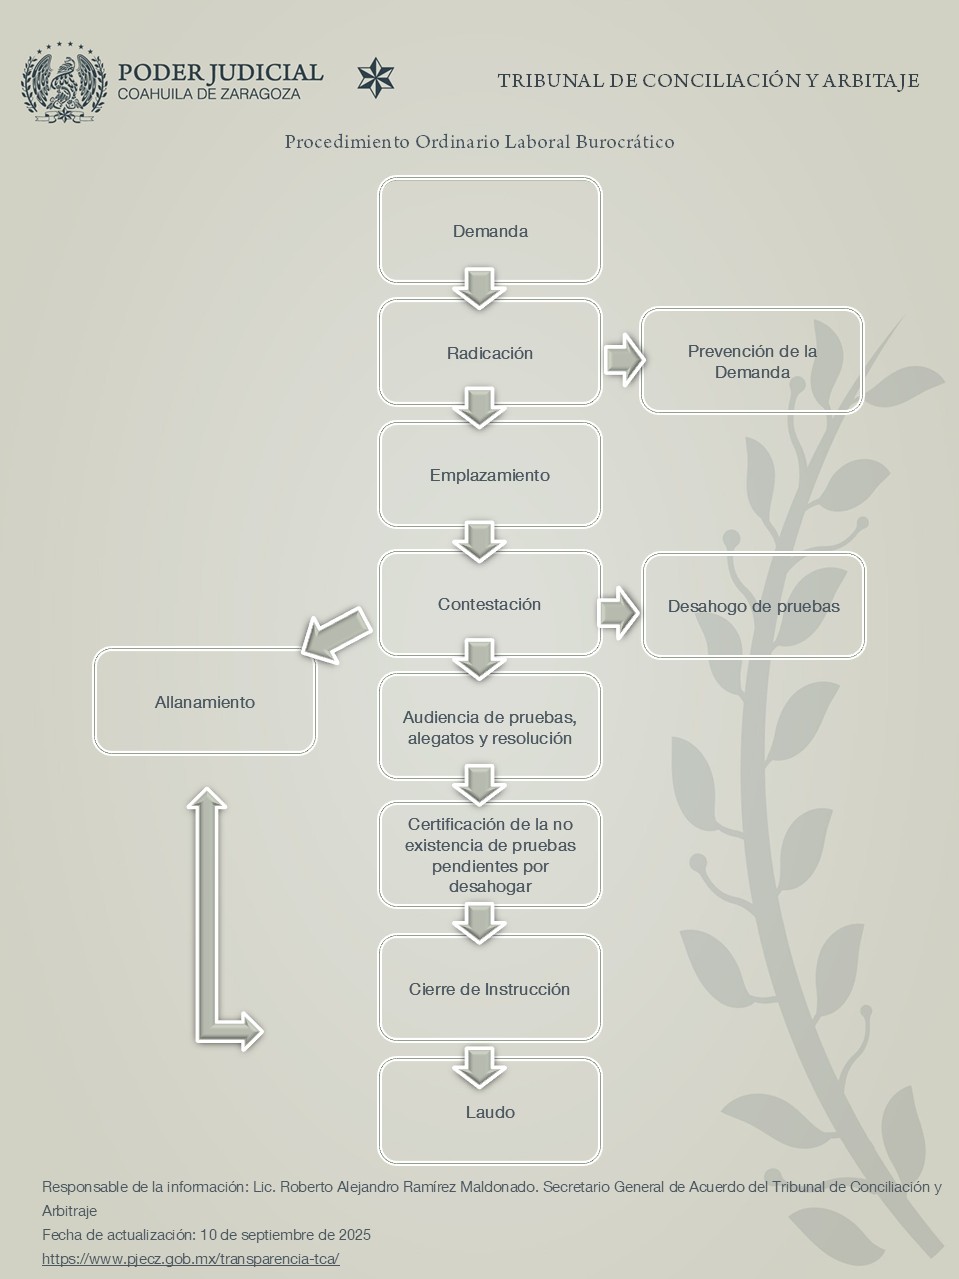 PODER JUDICIAL
COAHUILA DE ZARAGOZA
TRIBUNAL DE CONCILIACIÓN Y ARBITAJE
Procedimiento Ordinario Laboral Burocrático
Demanda
Radicación
Prevención de la
Demanda
Emplazamiento
Contestación
Desahogo de pruebas
Allanamiento
Audiencia de pruebas,
alegatos y resolución
Certificación de la no
existencia de pruebas
pendientes por
desahogar
Cierre de Instrucción
Laudo
Responsable de la información: Lic. Roberto Alejandro Ramírez Maldonado. Secretario General de Acuerdo del Tribunal de Conciliación y
Arbitraje
Fecha de actualización: 10 de septiembre de 2025
https://www.pjecz.gob.mx/transparencia-tca/